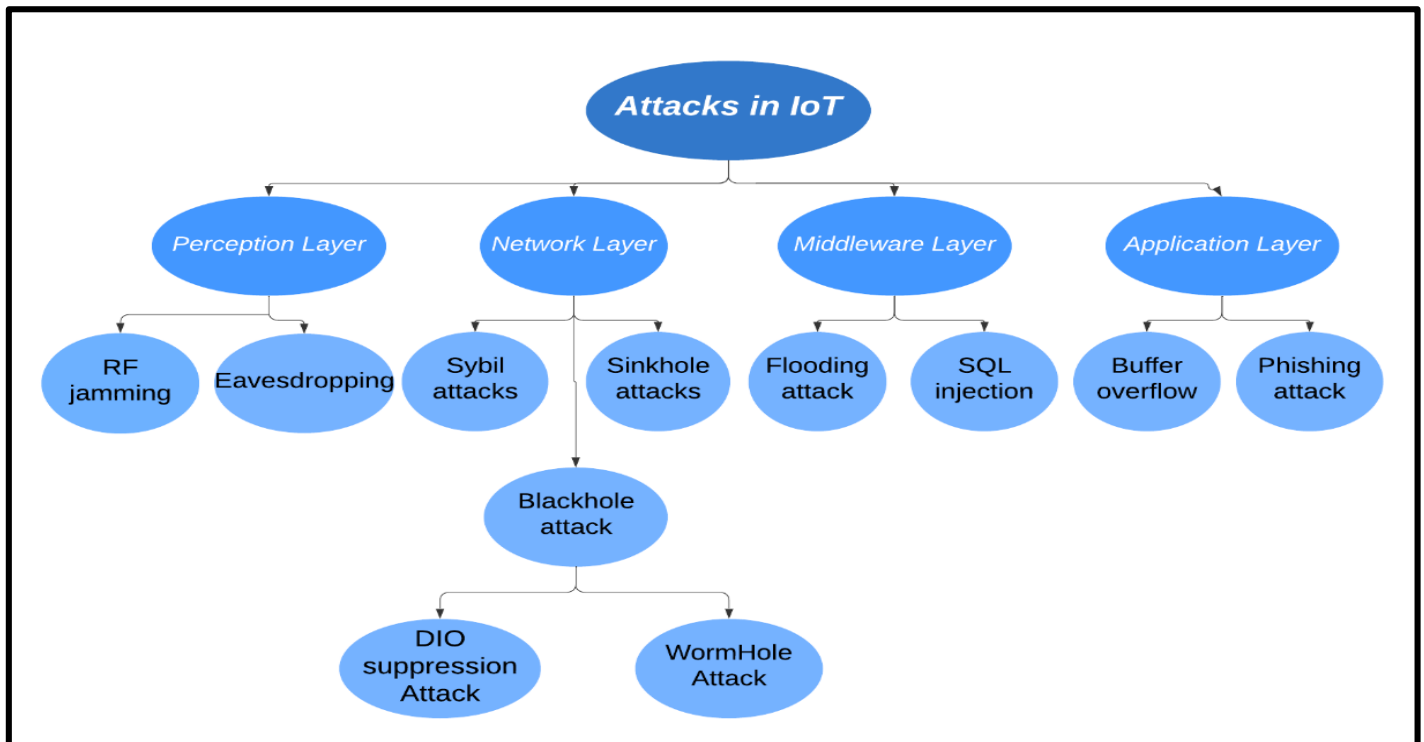 Attacks in IoT
Perception Layer
Network Layer
Middleware Layer
Application Layer
RF
jamming
Eavesdropping
Sybil
attacks
Sinkhole
attacks
Flooding
attack
SQL
injection
Buffer
overflow
Phishing
attack
Blackhole
attack
DIO
suppression
Attack
WormHole
Attack